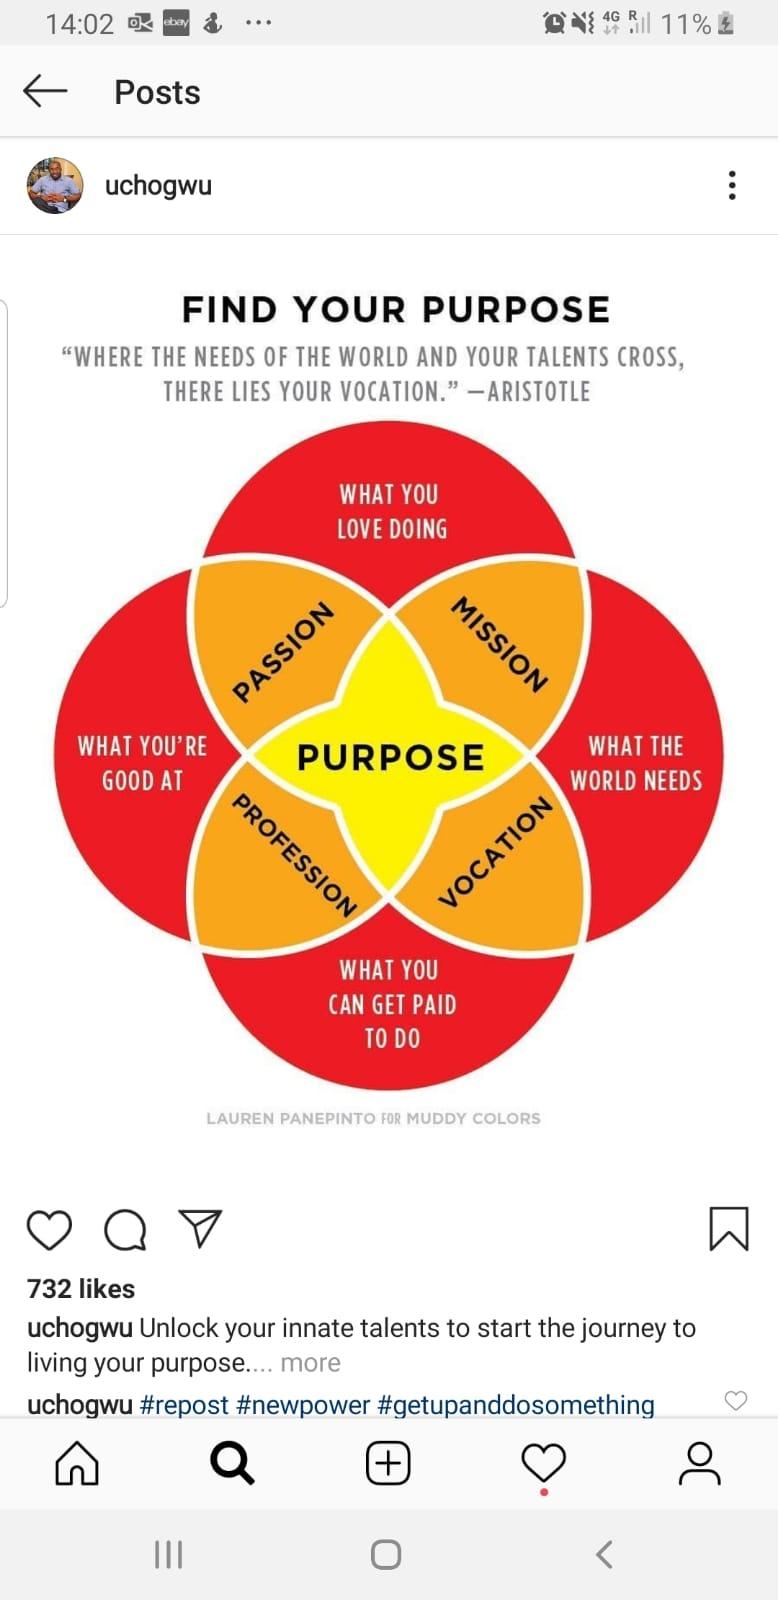 14:02 ebay ... 4G R 11%
Posts
uchogwu
FIND YOUR PURPOSE
“WHERE THE NEEDS OF THE WORLD AND YOUR TALENTS CROSS,
THERE LIES YOUR VOCATION.” —ARISTOTLE
WHAT YOU
LOVE DOING
PASSION
MISSION
WHAT YOU’RE
GOOD AT
PURPOSE
WHAT THE
WORLD NEEDS
PROFESSION
VOCATION
WHAT YOU
CAN GET PAID
TO DO
LAUREN PANEPINTO FOR MUDDY COLORS
732 likes
uchogwu Unlock your innate talents to start the journey to
living your purpose.... more
uchogwu #repost #newpower #getupanddosomething